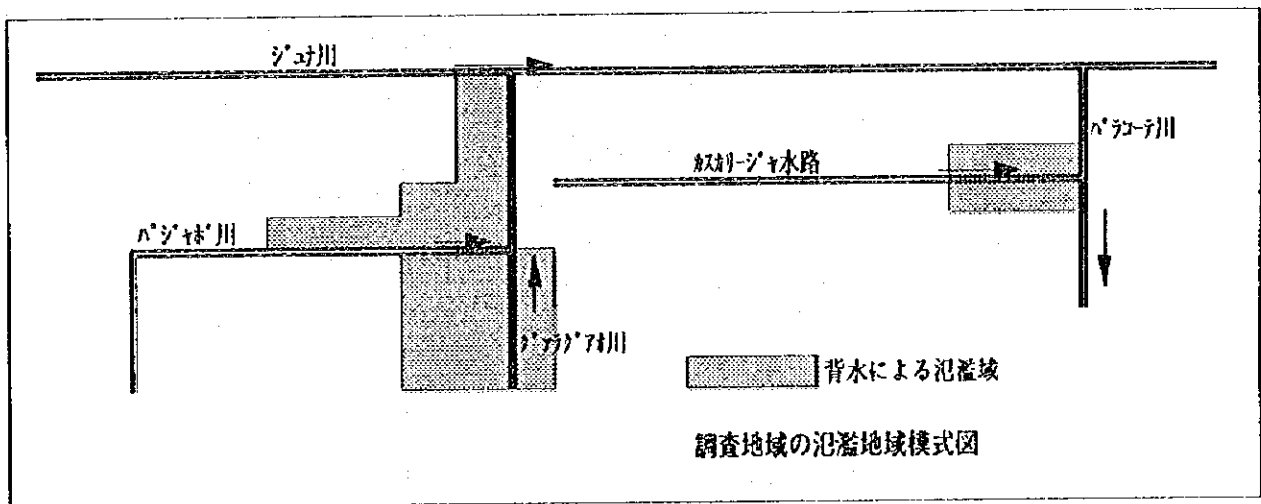 ジュナ川
パラコーテ川
カスカリージャ水路
パジャボ川
グァラグアオ川
背水による氾濫域
調査地域の氾濫地域模式図